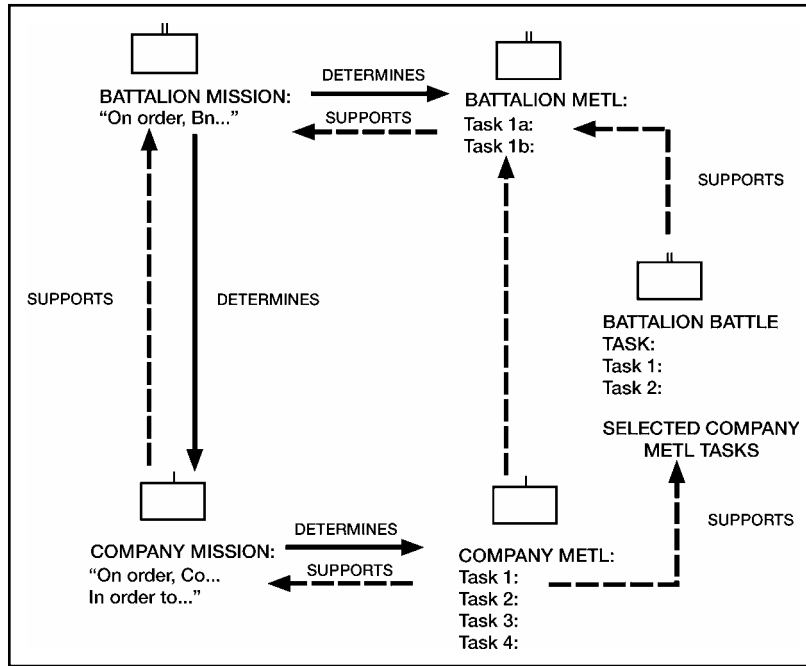 DETERMINES
BATTALION MISSION:
“On order, Bn...”
SUPPORTS
BATTALION METL:
Task 1a:
Task 1b:
SUPPORTS
SUPPORTS
DETERMINES
BATTALION BATTLE
TASK:
Task 1:
Task 2:
SELECTED COMPANY
METL TASKS
DETERMINES
SUPPORTS
COMPANY MISSION:
“On order, Co...
In order to...”
SUPPORTS
COMPANY METL:
Task 1:
Task 2:
Task 3:
Task 4: